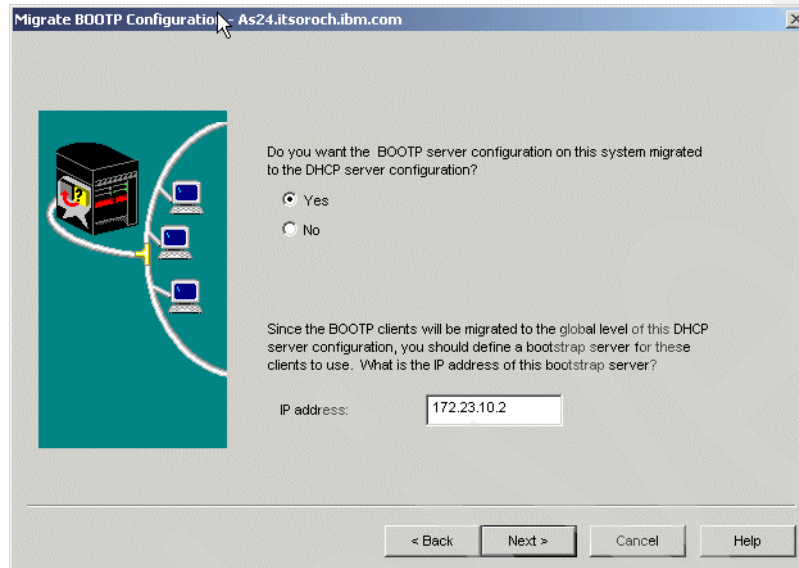 Migrate BOOTP Configuration - As24.itsoroch.ibm.com
Do you want the BOOTP server configuration on this system migrated
to the DHCP server configuration?
Yes
No
Since the BOOTP clients will be migrated to the global level of this DHCP
server configuration, you should define a bootstrap server for these
clients to use. What is the IP address of this bootstrap server?
IP address: 172.23.10.2
< Back Next > Cancel Help